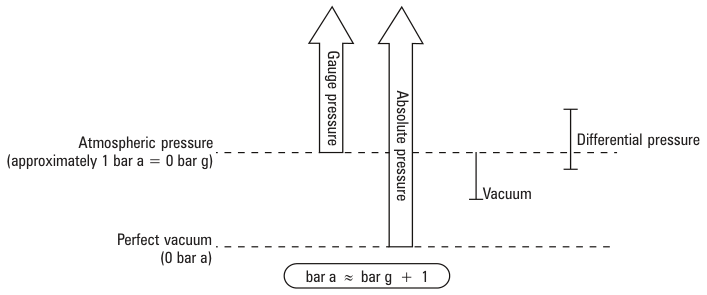 Gauge pressure
Absolute pressure
Atmospheric pressure
(approximately 1 bar a = 0 bar g)
Differential pressure
Vacuum
Perfect vacuum
(0 bar a)
bar a ≈ bar g + 1